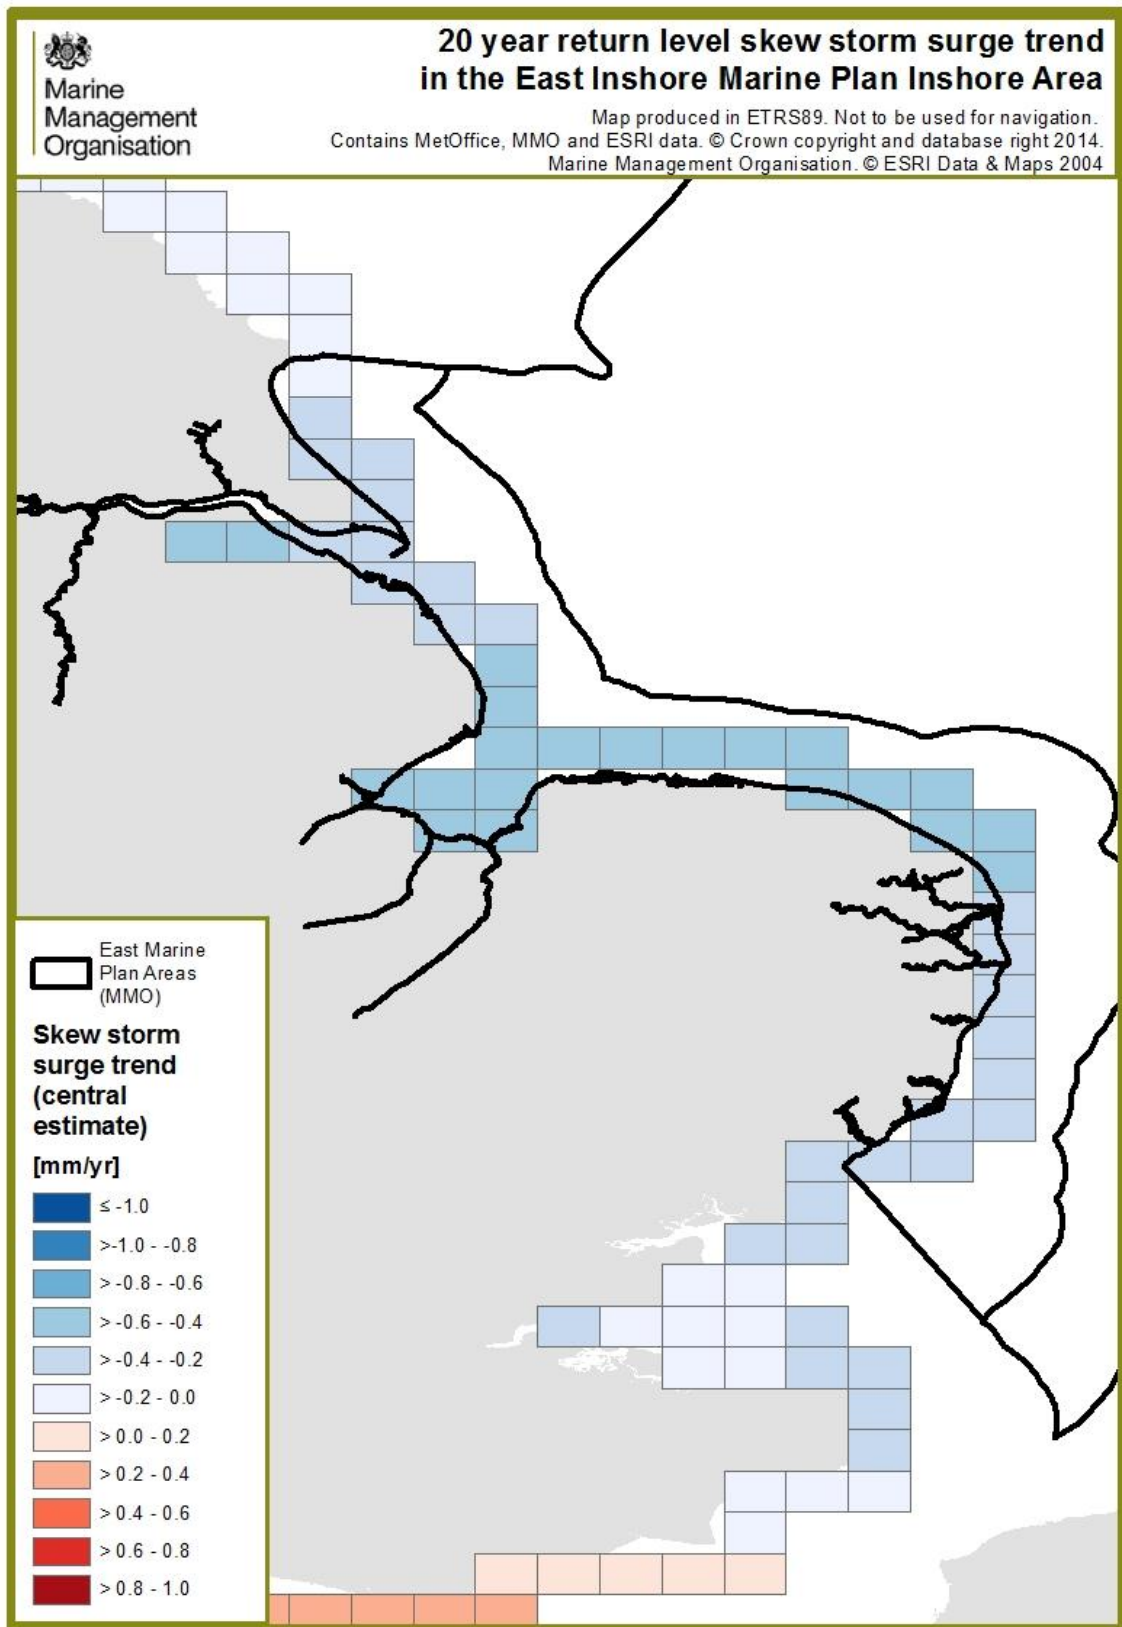 20 year return level skew storm surge trend
in the East Inshore Marine Plan Inshore Area
Marine
Management
Organisation
Map produced in ETRS89. Not to be used for navigation.
Contains MetOffice, MMO and ESRI data. © Crown copyright and database right 2014.
Marine Management Organisation. © ESRI Data & Maps 2004
East Marine
Plan Areas
(MMO)
Skew storm
surge trend
(central
estimate)
[mm/yr]
≤ -1.0
>-1.0 - -0.8
> -0.8 - -0.6
> -0.6 - -0.4
> -0.4 - -0.2
> -0.2 - 0.0
> 0.0 - 0.2
> 0.2 - 0.4
> 0.4 - 0.6
> 0.6 - 0.8
> 0.8 - 1.0